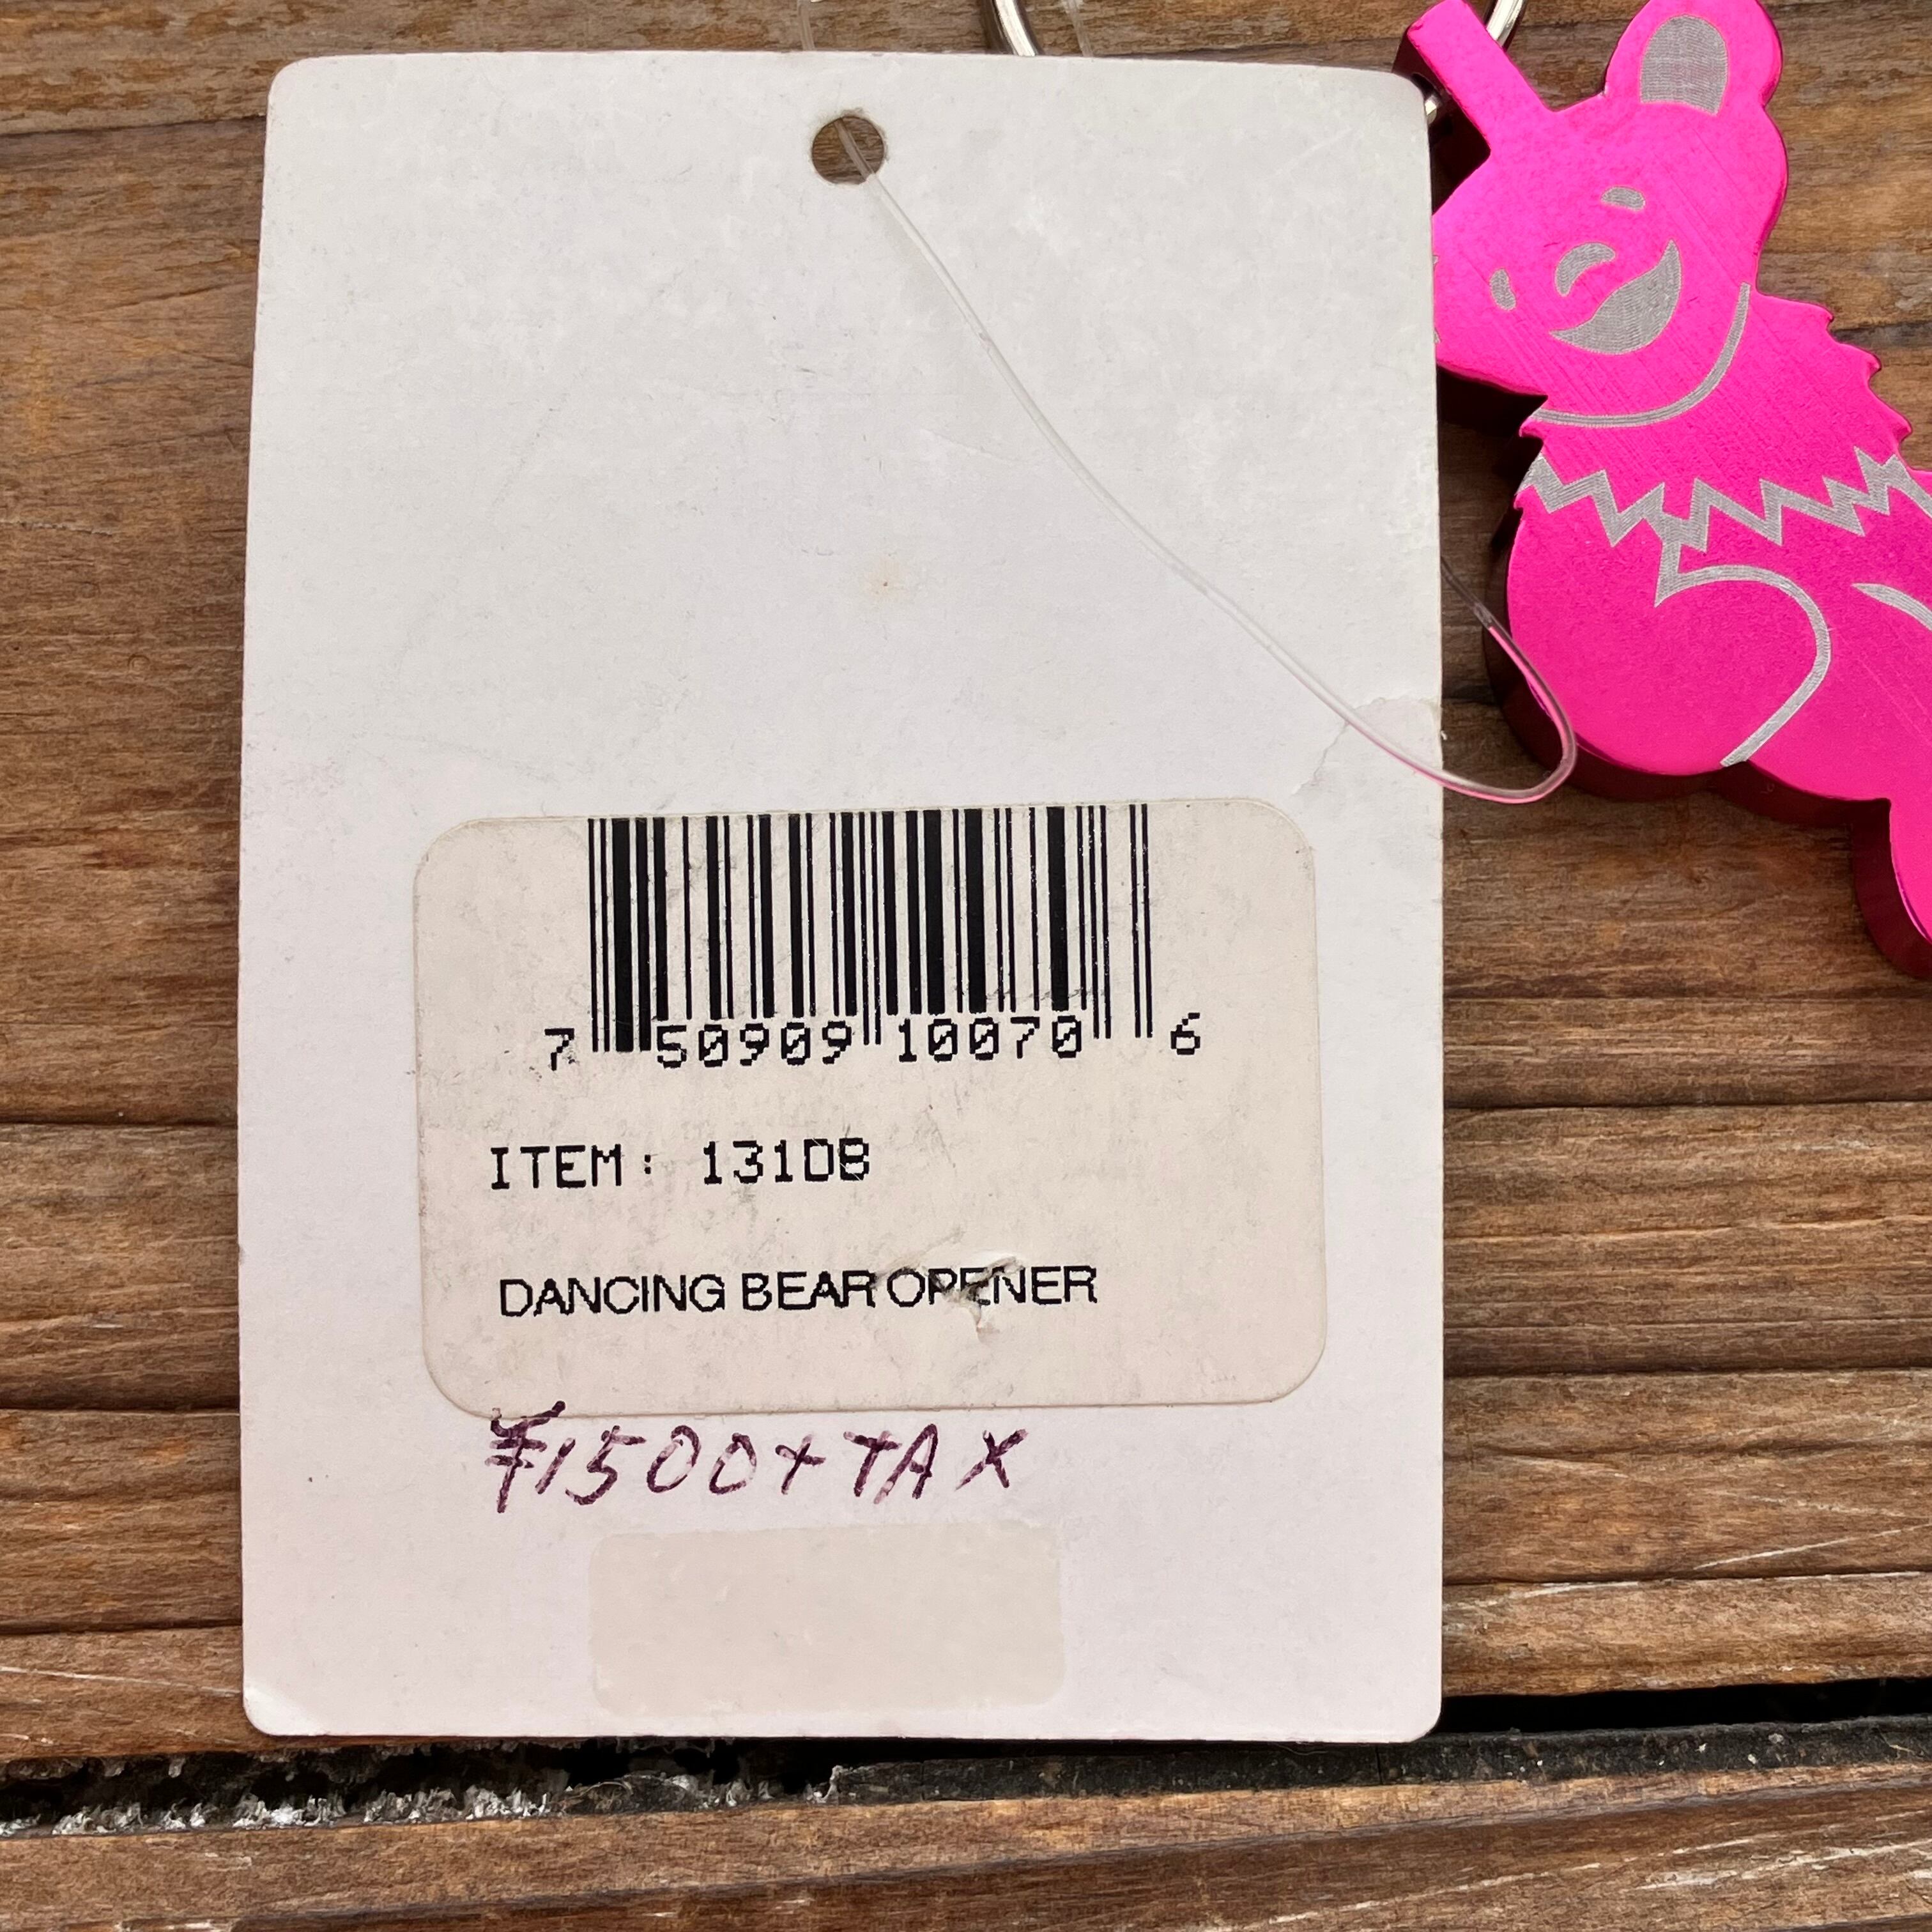 7 50909 10070 6
ITEM: 131DB
DANCING BEAR OPENER
¥1500+TAX